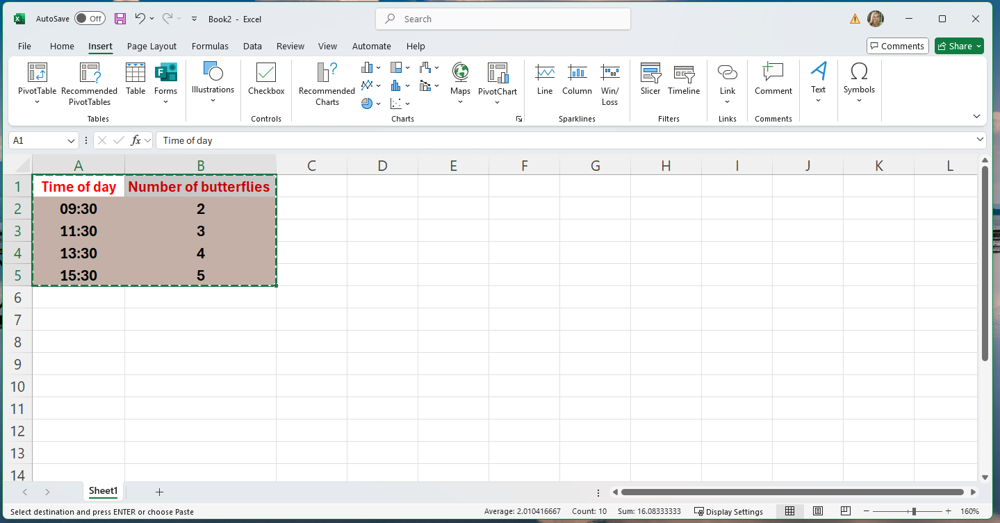 AutoSave Off Book2 - Excel Search
File Home Insert Page Layout Formulas Data Review View Automate Help Comments Share
PivotTable Recommended PivotTables Table Forms Illustrations Checkbox Recommended Charts Maps PivotChart Line Column Win/ Loss Slicer Timeline Link Comment Text Symbols
Tables Controls Charts Sparklines Filters Links Comments
A1 fx Time of day
A B C D E F G H I J K L
1 Time of day Number of butterflies
2 09:30 2
3 11:30 3
4 13:30 4
5 15:30 5
6
7
8
9
10
11
12
13
14
Sheet1
Select destination and press ENTER or choose Paste Average: 2.010416667 Count: 10 Sum: 16.08333333 Display Settings 160%